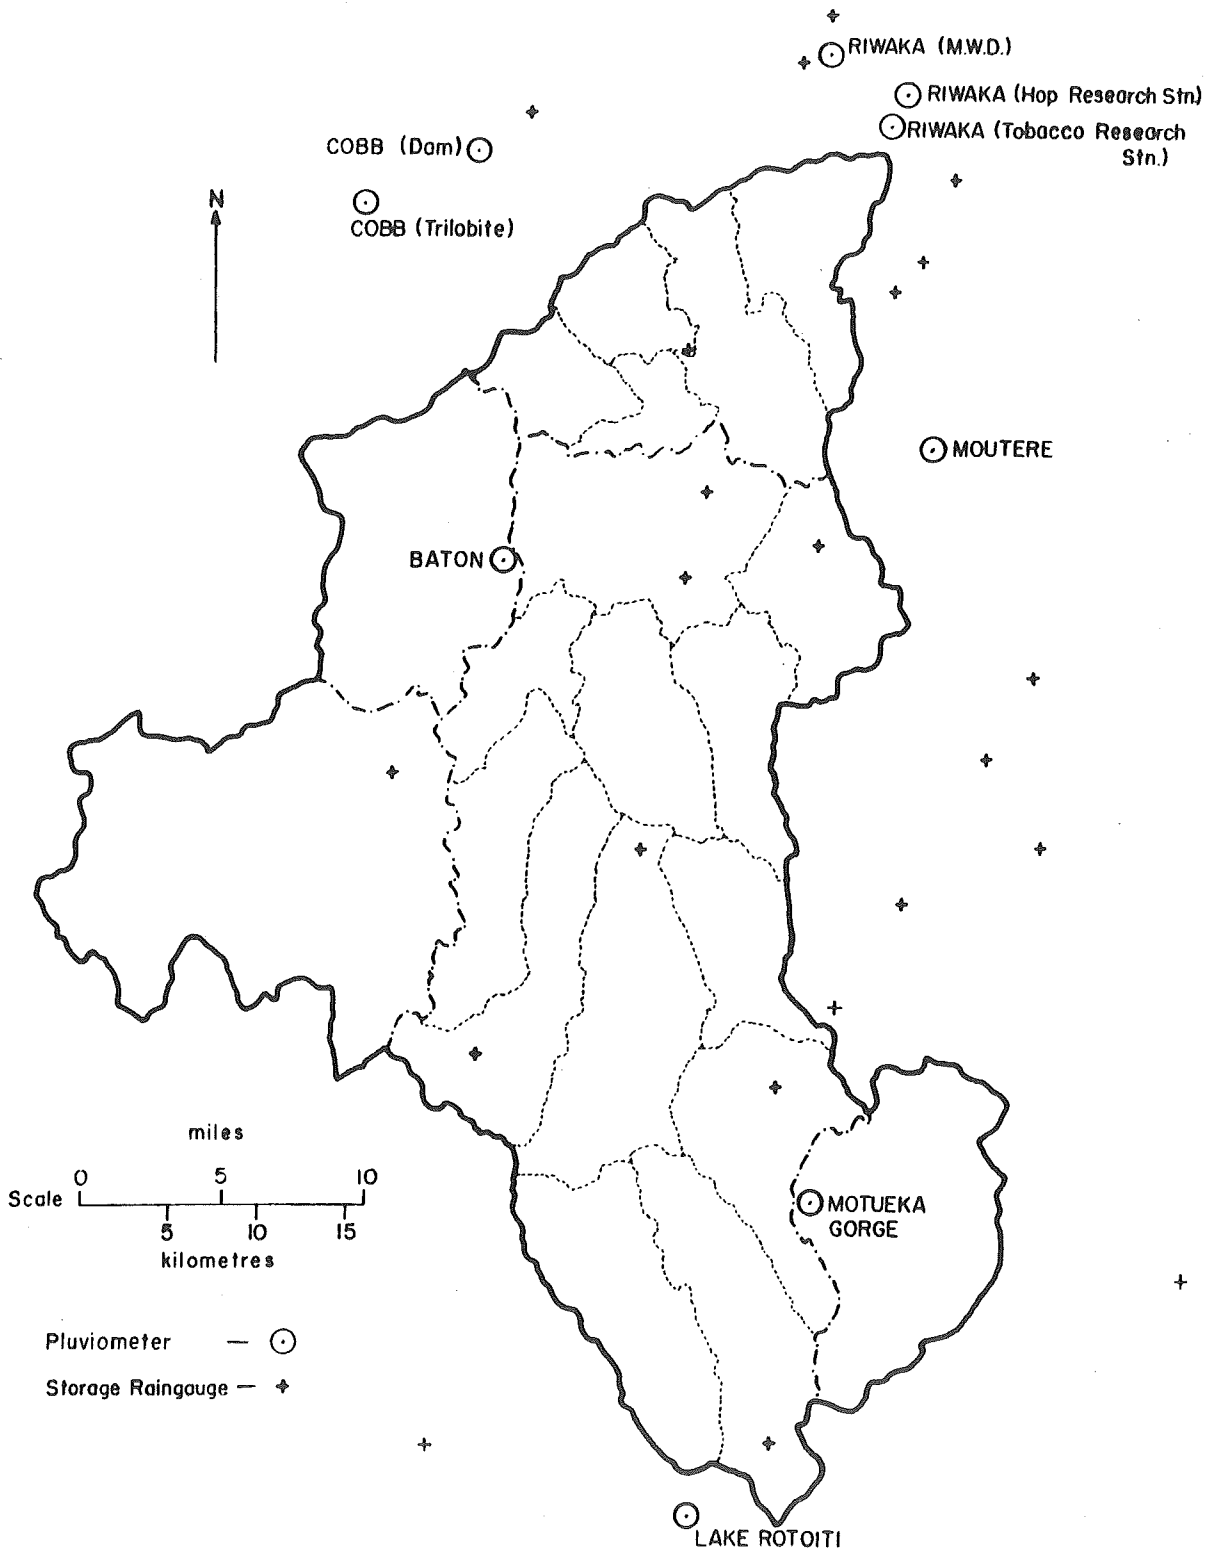 RIWAKA (M.W.D.)
RIWAKA (Hop Research Stn)
RIWAKA (Tobacco Research
Stn.)
COBB (Dam)
COBB (Trilobite)
N
MOUTERE
BATON
miles
0 5 10
Scale
5 10 15
kilometres
MOTUEKA
GORGE
Pluviometer —
Storage Raingauge —
LAKE ROTOITI